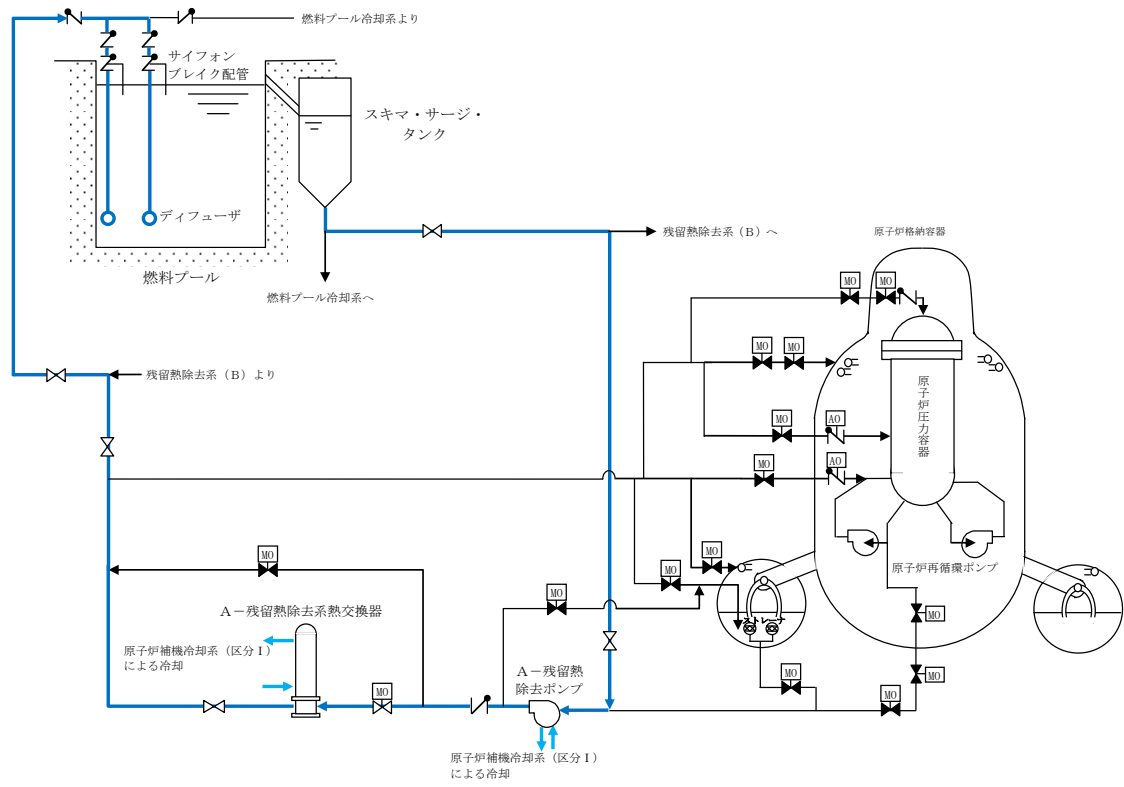 燃料プール冷却系より
サイフォン
ブレイク配管
スキマ・サージ・
タンク
ディフューザ
燃料プール
残留熱除去系(B)へ
燃料プール冷却系へ
原子炉格納容器
MO
MO
MO
MO
原子炉圧力容器
残留熱除去系(B)より
MO
AO
MO
AO
MO
MO
MO
MO
原子炉再循環ポンプ
A-残留熱除去系熱交換器
ストレーナ
MO
原子炉補機冷却系(区分Ⅰ)
による冷却
A-残留熱
除去ポンプ
MO
MO
MO
MO
原子炉補機冷却系(区分Ⅰ)
による冷却